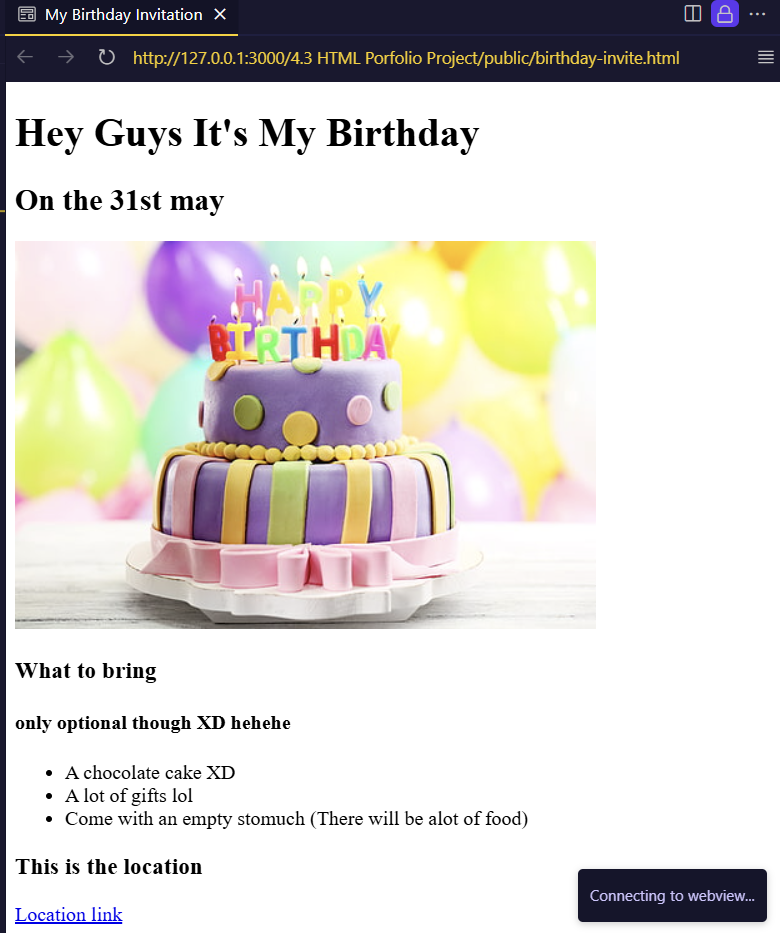 My Birthday Invitation
http://127.0.0.1:3000/4.3 HTML Porfolio Project/public/birthday-invite.html
Hey Guys It's My Birthday
On the 31st may
HAPPY
BIRTHDAY
What to bring
only optional though XD hehehe
A chocolate cake XD
A lot of gifts lol
Come with an empty stomuch (There will be alot of food)
This is the location
Connecting to webview...
Location link